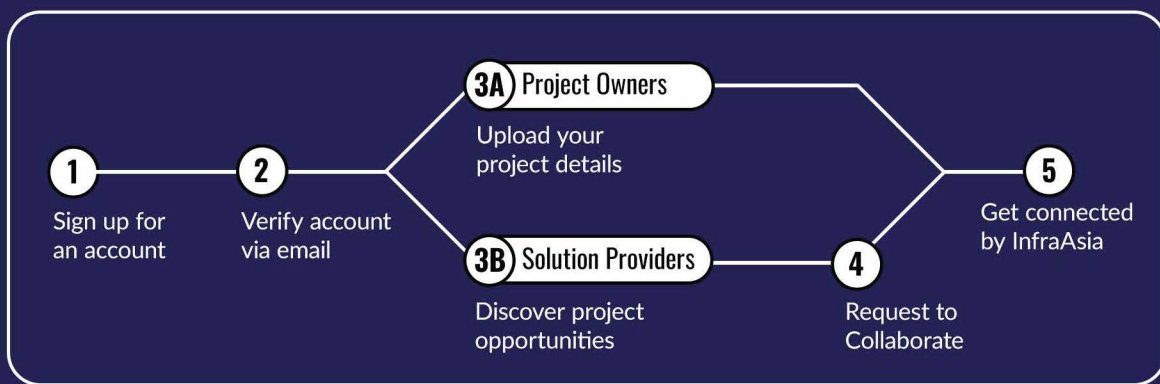 1
Sign up for
an account
2
Verify account
via email
3A Project Owners
Upload your
project details
3B Solution Providers
Discover project
opportunities
4
Request to
Collaborate
5
Get connected
by InfraAsia